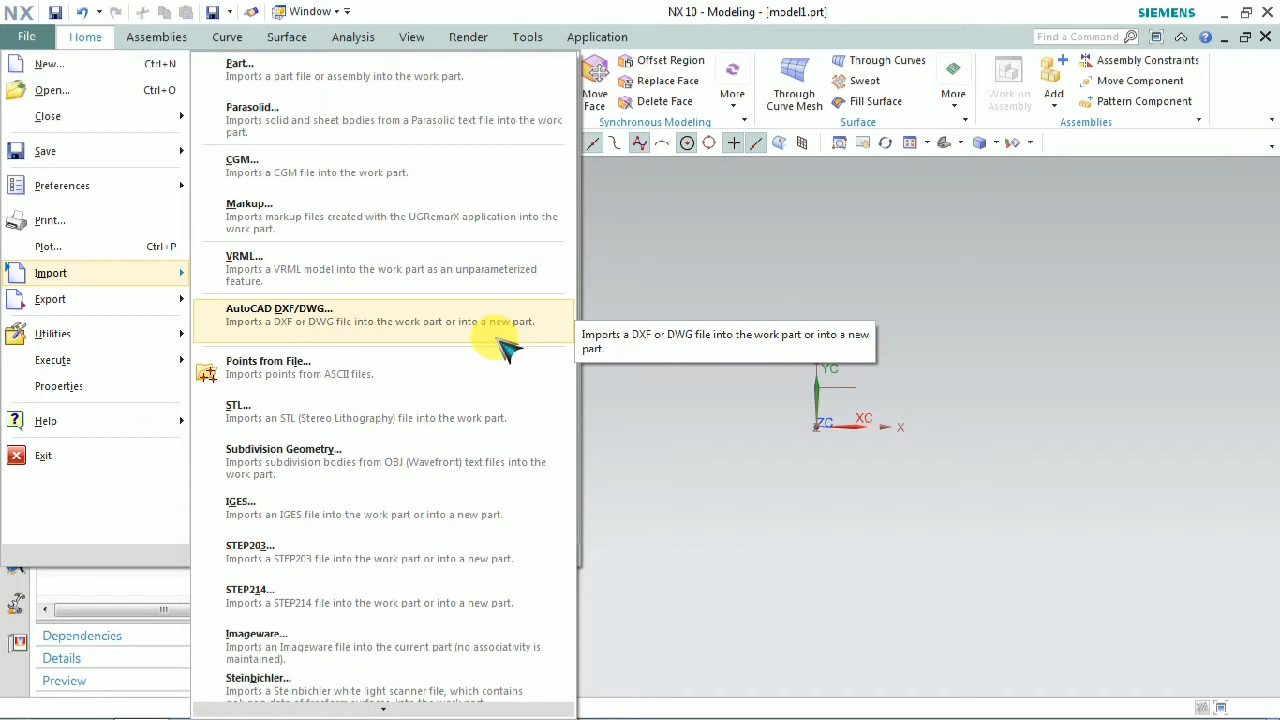 NX
Window
NX 10 - Modeling - [model1.prt]
SIEMENS
File
Home
Assemblies
Curve
Surface
Analysis
View
Render
Tools
Application
Find a Command
New...
Ctrl+N
Open...
Ctrl+O
Close
Save
Preferences
Print...
Plot...
Ctrl+P
Import
Export
Utilities
Execute
Properties
Help
Exit
Part...
Imports a part file or assembly into the work part.
Parasolid...
Imports solid and sheet bodies from a Parasolic text file into the work
part.
CGM...
Imports a CGM file into the work part.
Markup...
Imports markup files created with the UGRemarX application into the
work part.
VRML...
Imports a VRML model into the work part as an unparameterized
feature.
AutoCAD DXF/DWG...
Imports a DXF or DWG file into the work part or into a new part.
Points from File...
Imports points from ASCII files.
STL...
Imports an STL (Stereo Lithography) file into the work part.
Subdivision Geometry...
Imports subdivision bodies from OBJ (Wavefront) text files into the
work part.
IGES...
Imports an IGES file into the work part or into a new part.
STEP203...
Imports a STEP203 file into the work part or into a new part.
STEP214...
Imports a STEP214 file into the work part or into a new part.
Imageware...
Imports an Imageware file into the current part (no associativity is
maintained).
Steinbichler...
Imports a Steinbichler white light scanner file, which contains
polygon data of freeform surfaces, into the work part.
Imports a DXF or DWG file into the work part or into a new
part.
Move
Face
Offset Region
Replace Face
Delete Face
More
Synchronous Modeling
Through
Curve Mesh
Through Curves
Swept
Fill Surface
More
Surface
Work on
Assembly
Add
Assembly Constraints
Move Component
Pattern Component
Assemblies
YC
ZC
XC
X
Dependencies
Details
Preview